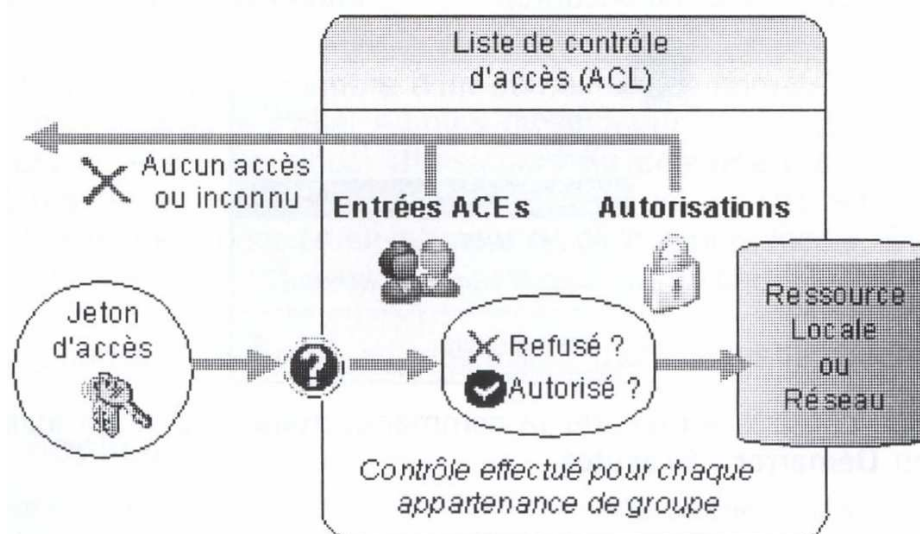 Liste de contrôle
d'accès (ACL)
Aucun accès
ou inconnu
Entrées ACEs
Autorisations
Jeton
d'accès
Refusé ?
Autorisé ?
Ressource
Locale
ou
Réseau
Contrôle effectué pour chaque
appartenance de groupe